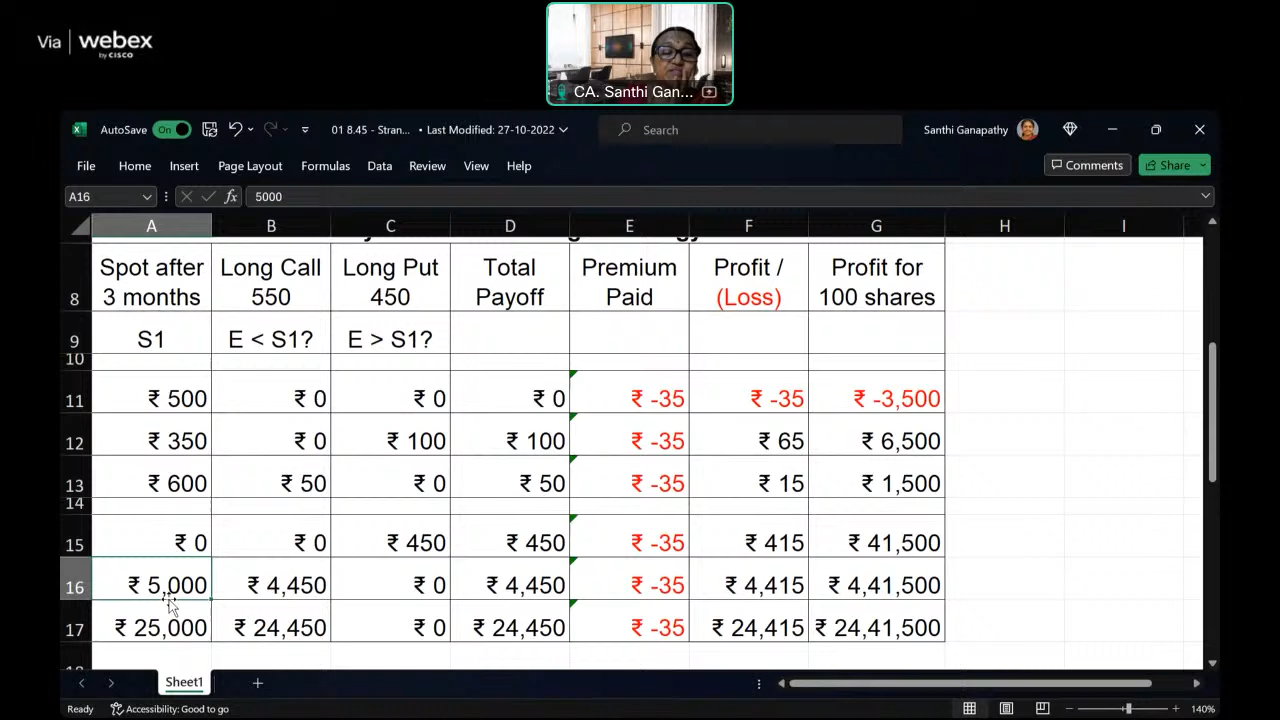 Via webex
by CISCO
CA. Santhi Gan...
AutoSave On 01 8.45 - Stran... • Last Modified: 27-10-2022 Search Santhi Ganapathy
File Home Insert Page Layout Formulas Data Review View Help Comments Share
A16 fx 5000
A B C D E F G H I
8 Spot after 3 months Long Call 550 Long Put 450 Total Payoff Premium Paid Profit / (Loss) Profit for 100 shares
9 S1 E < S1? E > S1?
10
11 ₹ 500 ₹ 0 ₹ 0 ₹ 0 ₹ -35 ₹ -35 ₹ -3,500
12 ₹ 350 ₹ 0 ₹ 100 ₹ 100 ₹ -35 ₹ 65 ₹ 6,500
13 ₹ 600 ₹ 50 ₹ 0 ₹ 50 ₹ -35 ₹ 15 ₹ 1,500
14
15 ₹ 0 ₹ 0 ₹ 450 ₹ 450 ₹ -35 ₹ 415 ₹ 41,500
16 ₹ 5,000 ₹ 4,450 ₹ 0 ₹ 4,450 ₹ -35 ₹ 4,415 ₹ 4,41,500
17 ₹ 25,000 ₹ 24,450 ₹ 0 ₹ 24,450 ₹ -35 ₹ 24,415 ₹ 24,41,500
Sheet1
Ready Accessibility: Good to go 140%